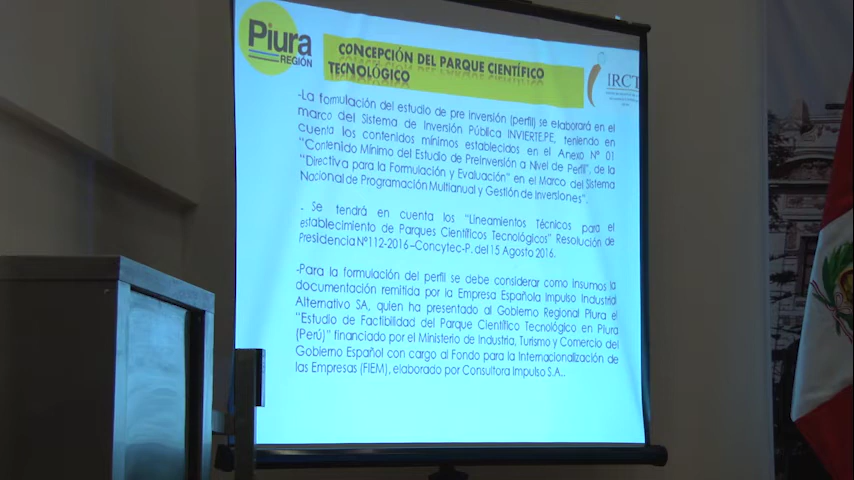 Piura
REGIÓN
CONCEPCIÓN DEL PARQUE CIENTÍFICO
TECNOLÓGICO
IRCT
-La formulación del estudio de pre inversión (perfil) se elaborará en el
marco del Sistema de Inversión Pública INVIERTE.PE, teniendo en
cuenta los contenidos mínimos establecidos en el Anexo Nº 01
"Contenido Mínimo del Estudio de Preinversión a Nivel de Perfil", de la
"Directiva para la Formulación y Evaluación" en el Marco del Sistema
Nacional de Programación Multianual y Gestión de Inversiones".
- Se tendrá en cuenta los "Lineamientos Técnicos para el
establecimiento de Parques Científicos Tecnológicos" Resolución de
Presidencia Nº112-2016 –Concytec-P. del 15 Agosto 2016.
-Para la formulación del perfil se debe considerar como insumos la
documentación remitida por la Empresa Española Impulso Industrial
Alternativo SA, quien ha presentado al Gobierno Regional Piura el
"Estudio de Factibilidad del Parque Científico Tecnológico en Piura
(Perú)" financiado por el Ministerio de Industria, Turismo y Comercio del
Gobierno Español con cargo al Fondo para la Internacionalización de
las Empresas (FIEM), elaborado por Consultora Impulso S.A..